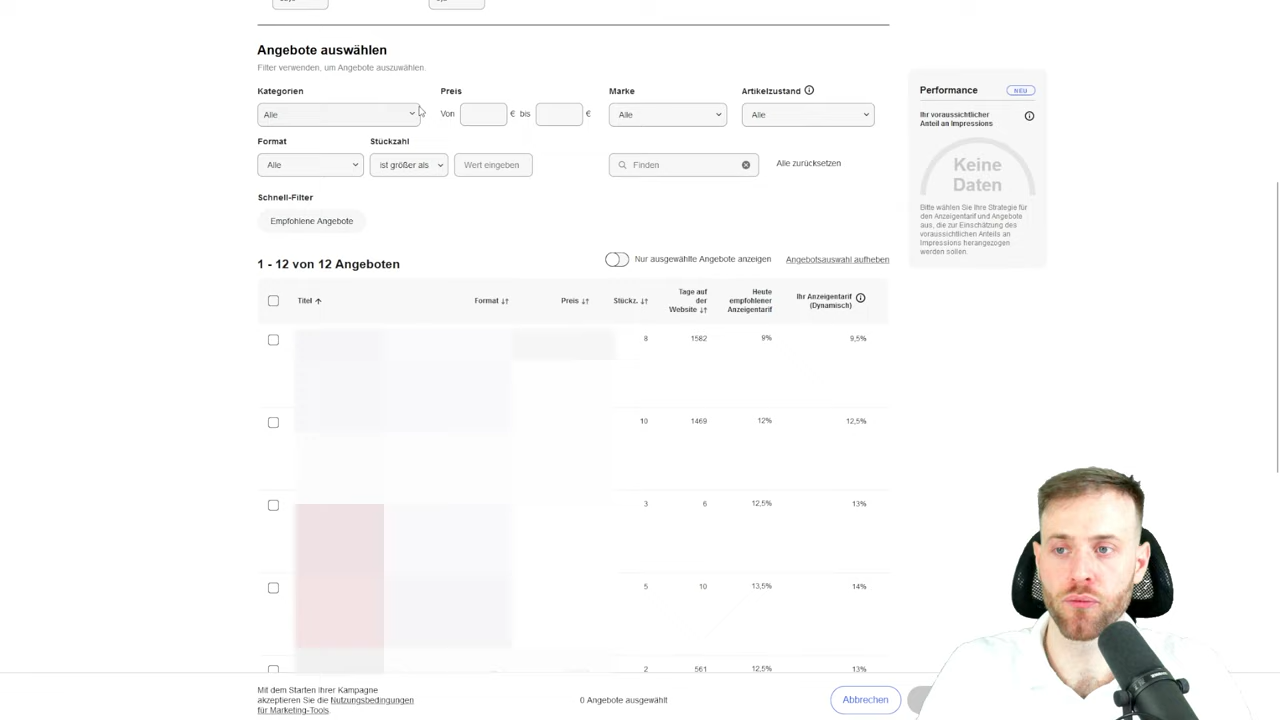 Angebote auswählen
Filter verwenden, um Angebote auszuwählen.
Kategorien
Preis
Marke
Artikelzustand
Alle
Von € bis €
Alle
Alle
Format
Stückzahl
Alle
ist größer als
Wert eingeben
Finden
Alle zurücksetzen
Schnell-Filter
Empfohlene Angebote
1 - 12 von 12 Angeboten
Nur ausgewählte Angebote anzeigen
Angebotsauswahl aufheben
Titel
Format
Preis
Stückz.
Tage auf
der
Website
Heute
empfohlener
Anzeigentarif
Ihr Anzeigentarif
(Dynamisch)
8 1582 9% 9,5%
10 1469 12% 12,5%
3 6 12,5% 13%
5 10 13,5% 14%
2 561 12,5% 13%
Performance
NEU
Ihr voraussichtlicher
Anteil an Impressions
Keine
Daten
Bitte wählen Sie Ihre Strategie für
den Anzeigentarif und Angebote
aus, die zur Einschätzung des
voraussichtlichen Anteils an
Impressions herangezogen
werden sollen.
Mit dem Starten Ihrer Kampagne
akzeptieren Sie die Nutzungsbedingungen
für Marketing-Tools.
0 Angebote ausgewählt
Abbrechen